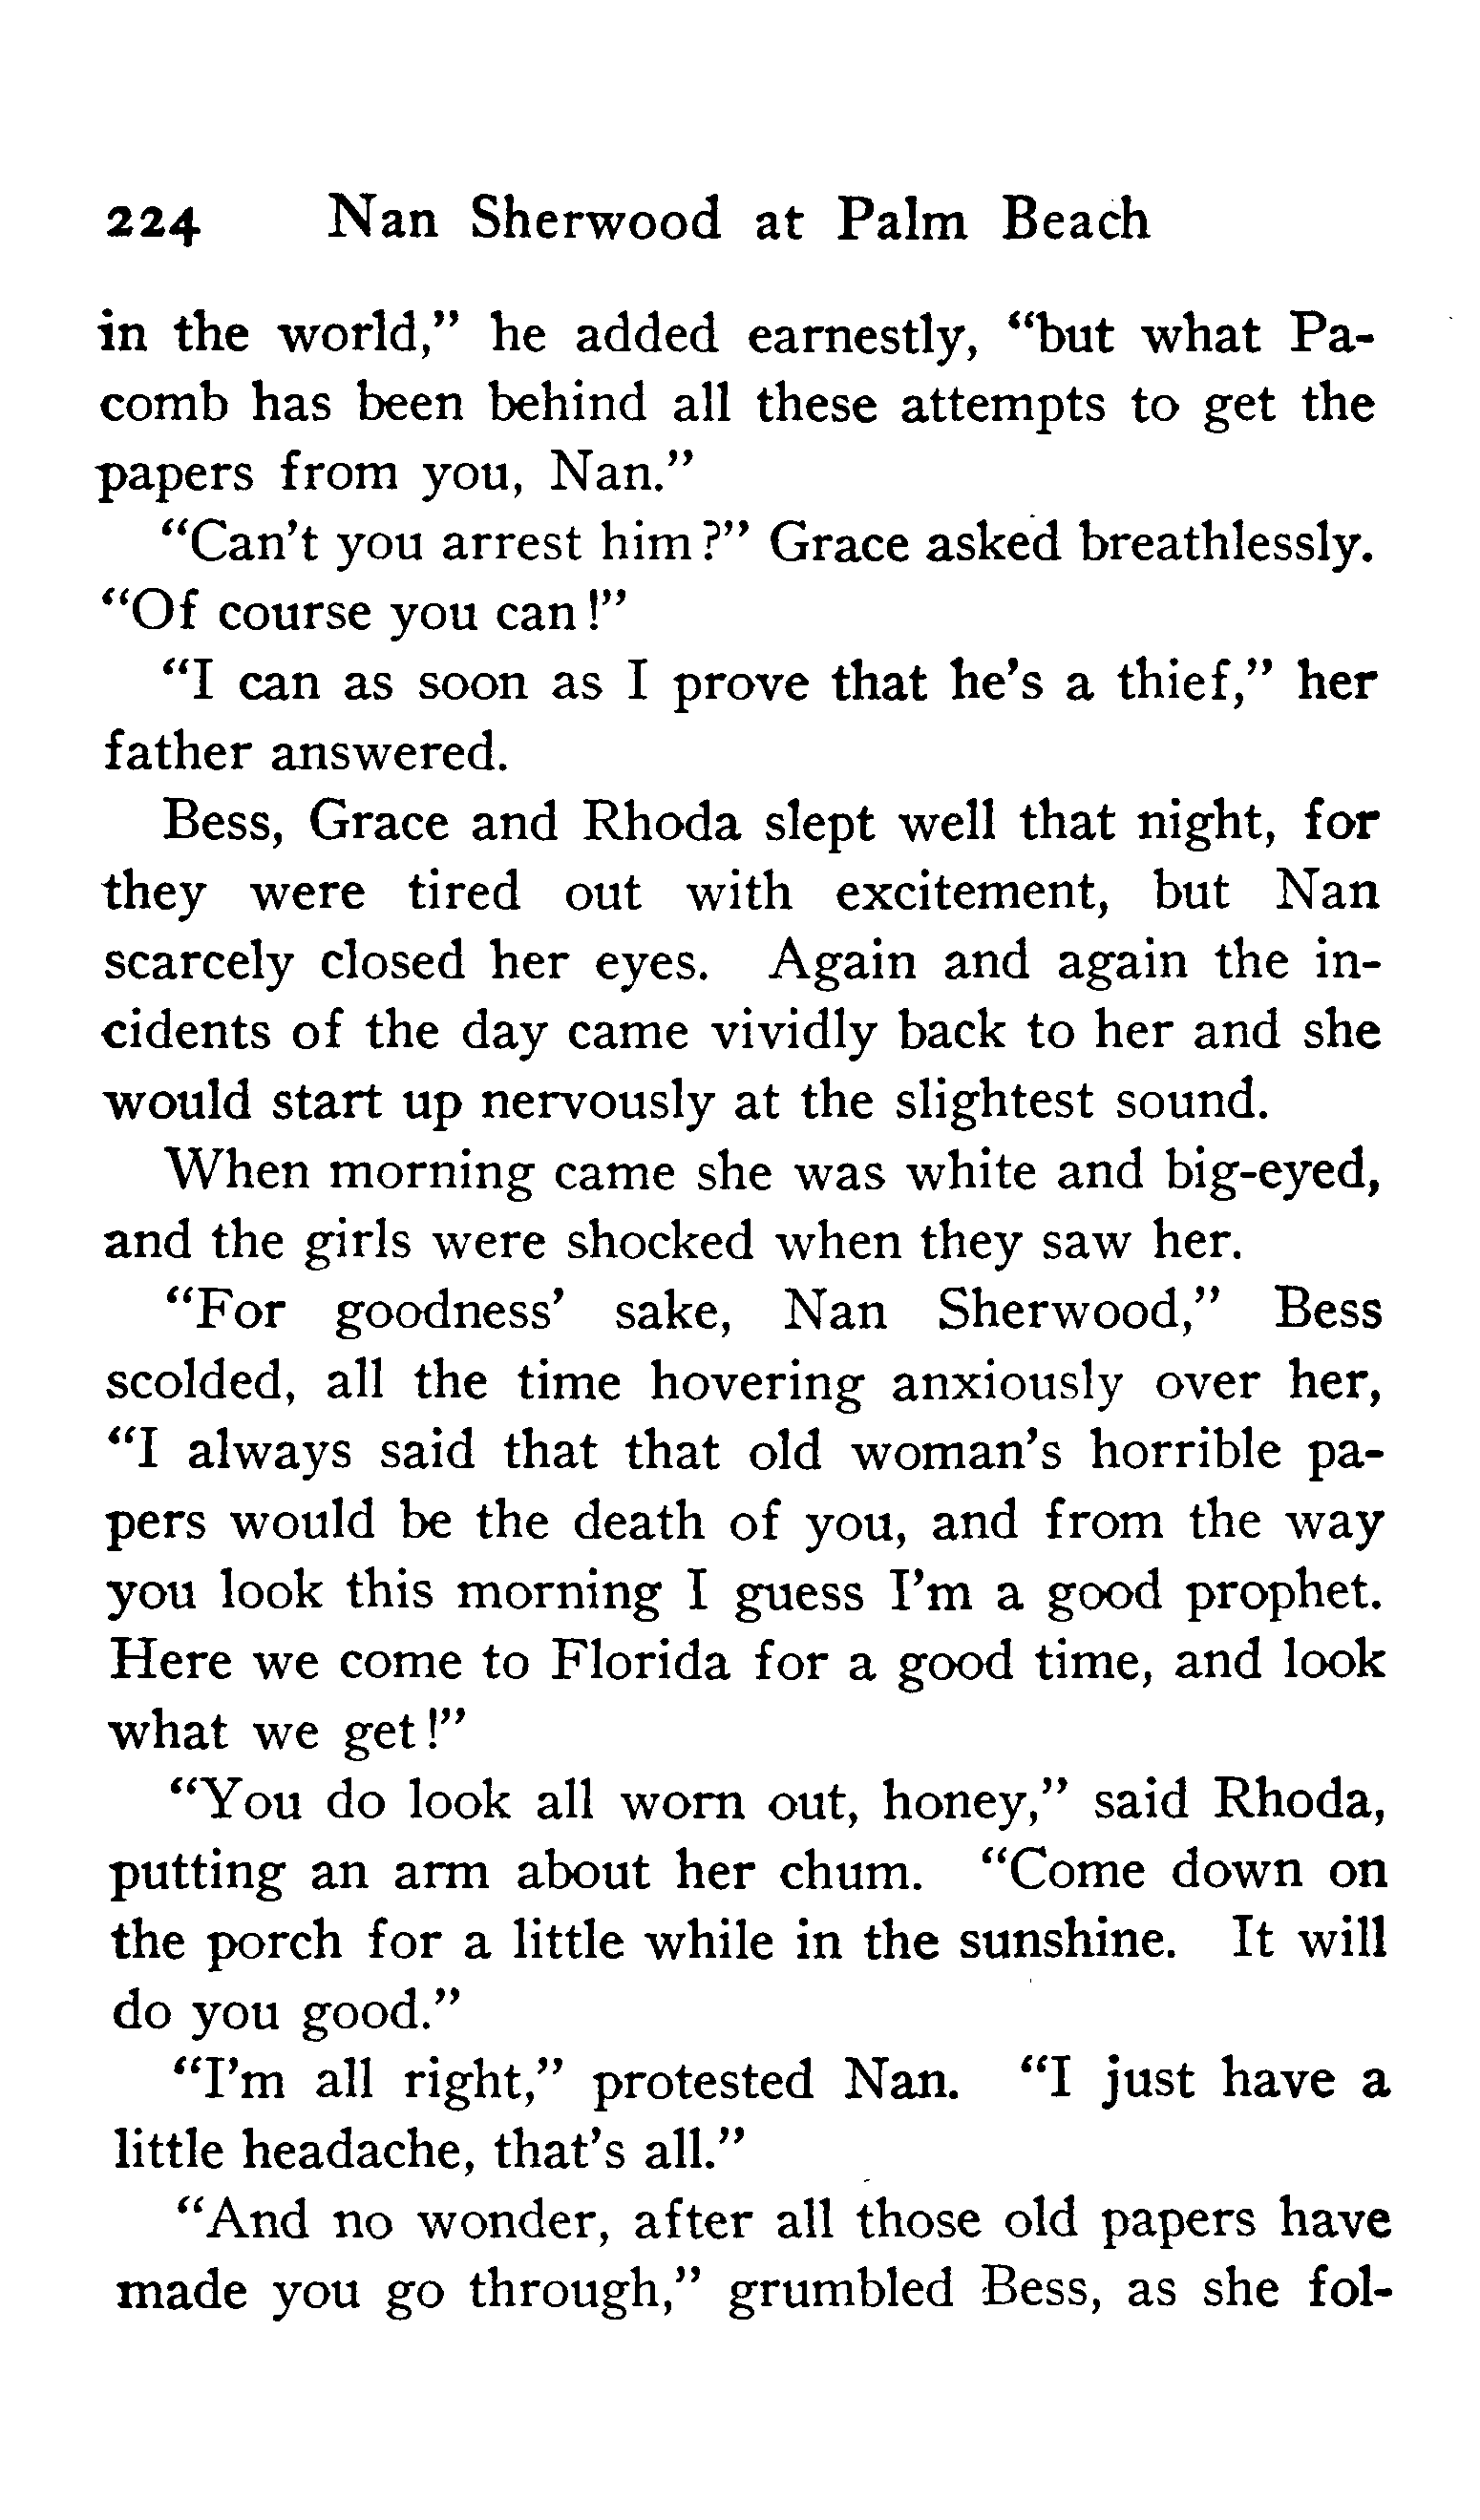 224 Nan Sherwood at Palm Beach
in the world,” he added earnestly, “but what Pa-
comb has been behind all these attempts to get the
papers from you, Nan.”
“Can't you arrest him?” Grace asked breathlessly.
“Of course you can!”
“I can as soon as I prove that he's a thief,” her
father answered.
Bess, Grace and Rhoda slept well that night, for
they were tired out with excitement, but Nan
scarcely closed her eyes. Again and again the in-
cidents of the day came vividly back to her and she
would start up nervously at the slightest sound.
When morning came she was white and big-eyed,
and the girls were shocked when they saw her.
“For goodness’ sake, Nan Sherwood,” Bess
scolded, all the time hovering anxiously over her,
“I always said that that old woman's horrible pa-
pers would be the death of you, and from the way
you look this morning I guess I'm a good prophet.
Here we come to Florida for a good time, and look
what we get!”
“You do look all worn out, honey,” said Rhoda,
putting an arm about her chum. “Come down on
the porch for a little while in the sunshine. It will
do you good.”
“I'm all right,” protested Nan. “I just have a
little headache, that's all.”
“And no wonder, after all those old papers have
made you go through,” grumbled Bess, as she fol-